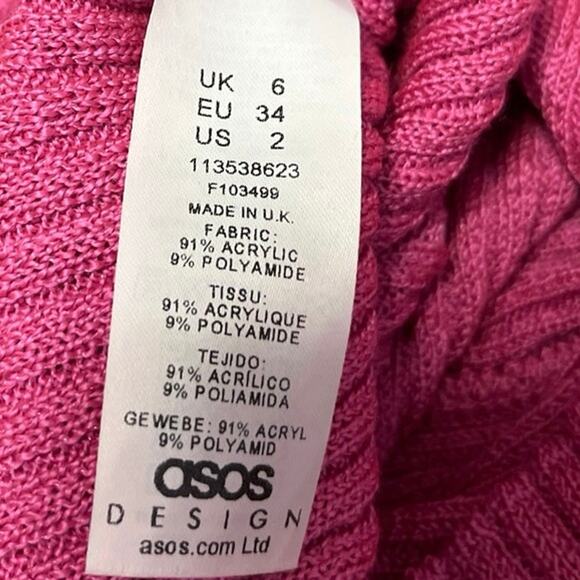 UK 6
EU 34
US 2
113538623
F103499
MADE IN U.K.
FABRIC:
91% ACRYLIC
9% POLYAMIDE
TISSU:
91% ACRYLIQUE
9% POLYAMIDE
TEJIDO:
91% ACRÍLICO
9% POLIAMIDA
GEWEBE: 91% ACRYL
9% POLYAMID
asos
DESIGN
asos.com Ltd